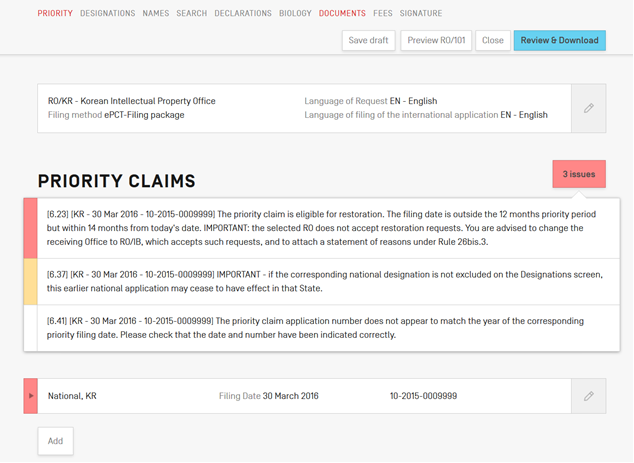 PRIORITY DESIGNATIONS NAMES SEARCH DECLARATIONS BIOLOGY DOCUMENTS FEES SIGNATURE
Save draft Preview RO/101 Close Review & Download
RO/KR - Korean Intellectual Property Office Language of Request EN - English
Filing method ePCT-Filing package Language of filing of the international application EN - English
PRIORITY CLAIMS 3 issues
[6.23] [KR - 30 Mar 2016 - 10-2015-0009999] The priority claim is eligible for restoration. The filing date is outside the 12 months priority period
but within 14 months from today's date. IMPORTANT: the selected RO does not accept restoration requests. You are advised to change the
receiving Office to RO/IB, which accepts such requests, and to attach a statement of reasons under Rule 26bis.3.
[6.37] [KR - 30 Mar 2016 - 10-2015-0009999] IMPORTANT - if the corresponding national designation is not excluded on the Designations screen,
this earlier national application may cease to have effect in that State.
[6.41] [KR - 30 Mar 2016 - 10-2015-0009999] The priority claim application number does not appear to match the year of the corresponding
priority filing date. Please check that the date and number have been indicated correctly.
National, KR Filing Date 30 March 2016 10-2015-0009999
Add